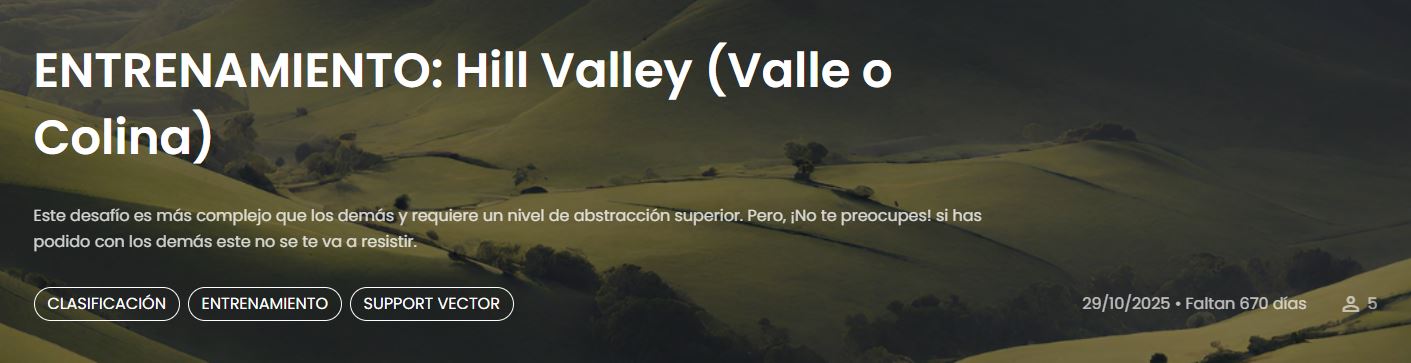 ENTRENAMIENTO: Hill Valley (Valle o
Colina)
Este desafío es más complejo que los demás y requiere un nivel de abstracción superior. Pero, ¡No te preocupes! si has
podido con los demás este no se te va a resistir.
CLASIFICACIÓN ENTRENAMIENTO SUPPORT VECTOR 29/10/2025 • Faltan 670 días 5